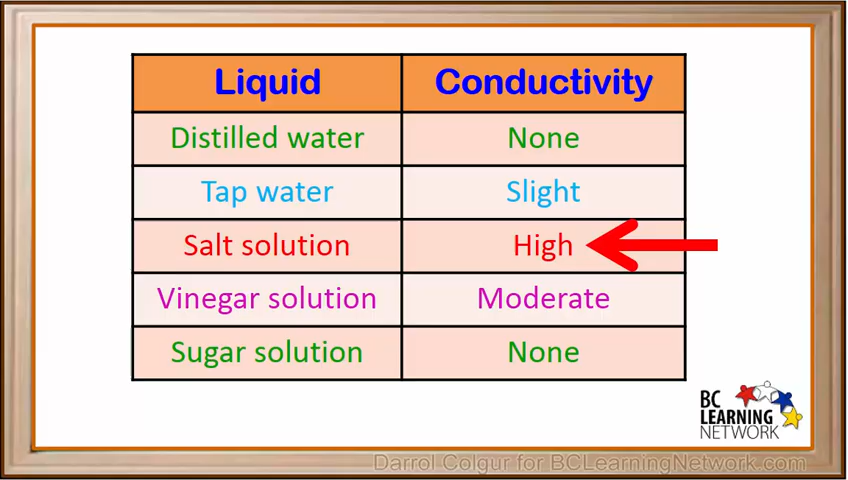 Liquid Conductivity
Distilled water None
Tap water Slight
Salt solution High
Vinegar solution Moderate
Sugar solution None
BC
LEARNING
NETWORK
Darrol Colgur for BCLearningNetwork.com